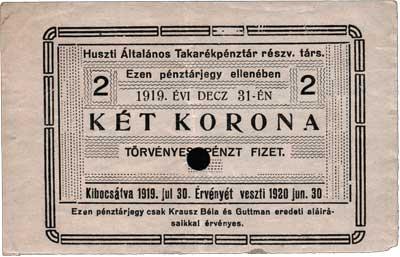 Huszti Általános Takarékpénztár részv. társ.
Ezen pénztárjegy ellenében
2 1919. ÉVI DECZ 31-ÉN 2
KÉT KORONA
TÖRVÉNYES PÉNZT FIZET.
Kibocsátva 1919. jul 30. Érvényét veszti 1920 jun. 30
Ezen pénztárjegy csak Krausz Béla és Guttman eredeti aláirá-
saikkal érvényes.